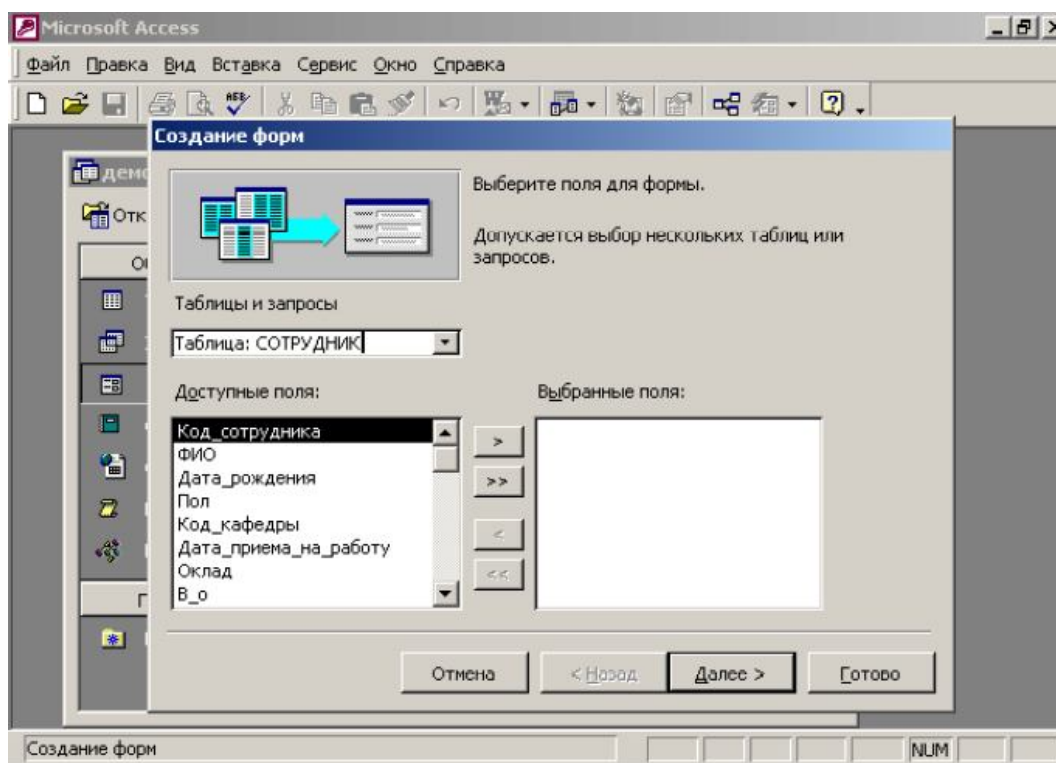 Microsoft Access
Файл Правка Вид Вставка Сервис Окно Справка
Создание форм
Выберите поля для формы.
Допускается выбор нескольких таблиц или
запросов.
Таблицы и запросы
Таблица: СОТРУДНИК
Доступные поля:
Выбранные поля:
Код_сотрудника
ФИО
Дата_рождения
Пол
Код_кафедры
Дата_приема_на_работу
Оклад
В_о
>
>>
<
<<
Отмена
< Назад
Далее >
Готово
Создание форм
NUM